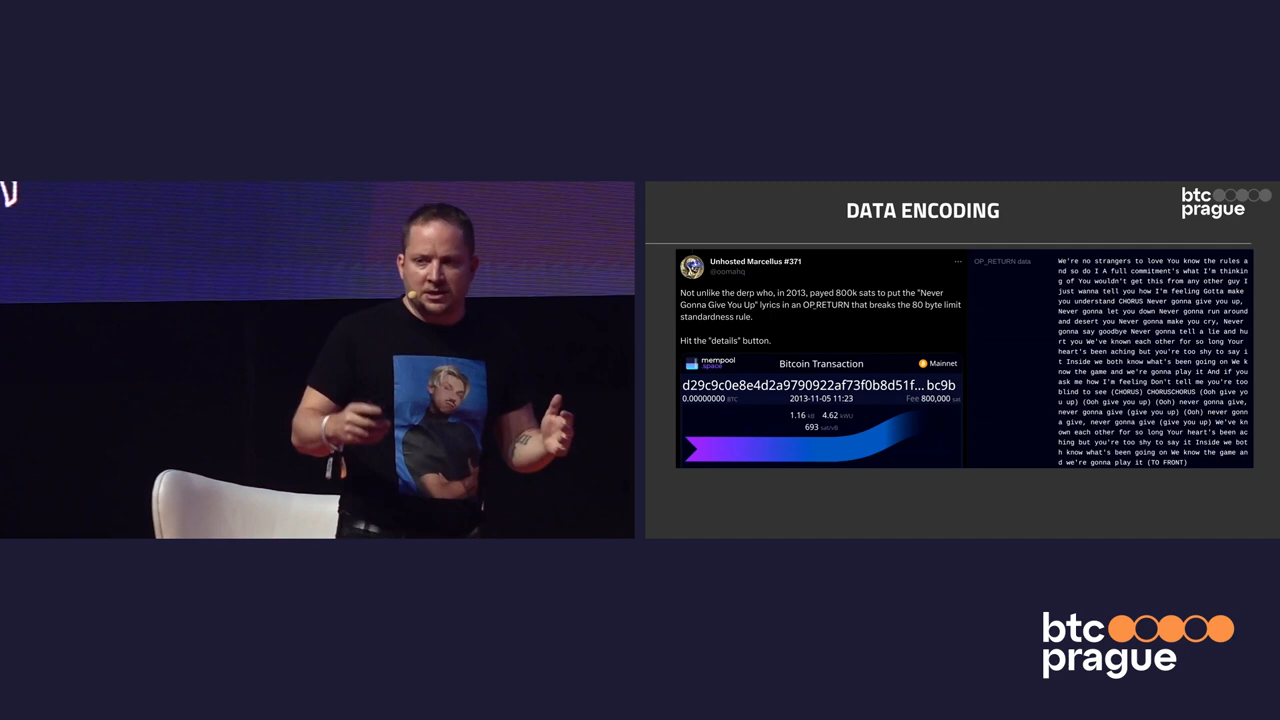 DATA ENCODING
btc
prague
Unhosted Marcellus #371
@oomahq
Not unlike the derp who, in 2013, payed 800k sats to put the "Never
Gonna Give You Up" lyrics in an OP_RETURN that breaks the 80 byte limit
standardness rule.
Hit the "details" button.
mempool
space
Bitcoin Transaction
Mainnet
d29c9c0e8e4d2a9790922af73f0b8d51f... bc9b
0.00000000 BTC
2013-11-05 11:23
Fee 800,000 sat
1.16 kB 4.62 kWU
693 sat/vB
OP_RETURN data
We're no strangers to love You know the rules a
nd so do I A full commitment's what I'm thinkin
g of You wouldn't get this from any other guy I
just wanna tell you how I'm feeling Gotta make
you understand CHORUS Never gonna give you up,
Never gonna let you down Never gonna run around
and desert you Never gonna make you cry, Never
gonna say goodbye Never gonna tell a lie and hu
rt you We've known each other for so long Your
heart's been aching but you're too shy to say i
t Inside we both know what's been going on We k
now the game and we're gonna play it And if you
ask me how I'm feeling Don't tell me you're too
blind to see (CHORUS) CHORUSCHORUS (Ooh give yo
u up) (Ooh give you up) (Ooh) never gonna give,
never gonna give (give you up) (Ooh) never gonn
a give, never gonna give (give you up) We've kn
own each other for so long Your heart's been ac
hing but you're too shy to say it Inside we bot
h know what's been going on We know the game an
d we're gonna play it (TO FRONT)
btc
prague